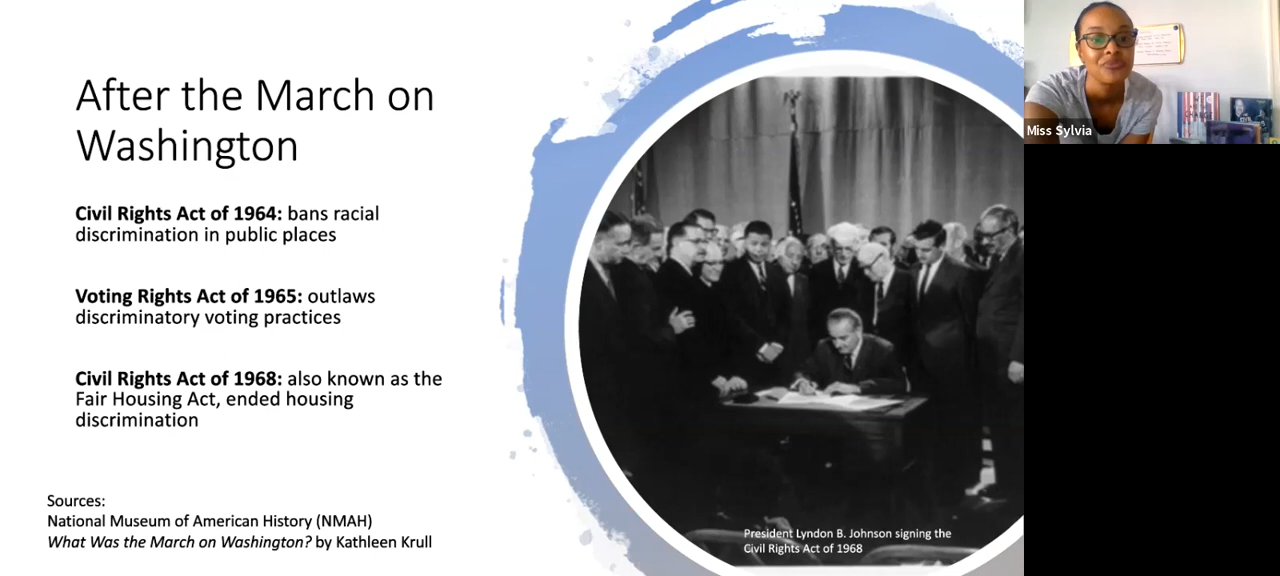 After the March on
Washington
Civil Rights Act of 1964: bans racial
discrimination in public places
Voting Rights Act of 1965: outlaws
discriminatory voting practices
Civil Rights Act of 1968: also known as the
Fair Housing Act, ended housing
discrimination
Sources:
National Museum of American History (NMAH)
What Was the March on Washington? by Kathleen Krull
President Lyndon B. Johnson signing the
Civil Rights Act of 1968
Miss Sylvia